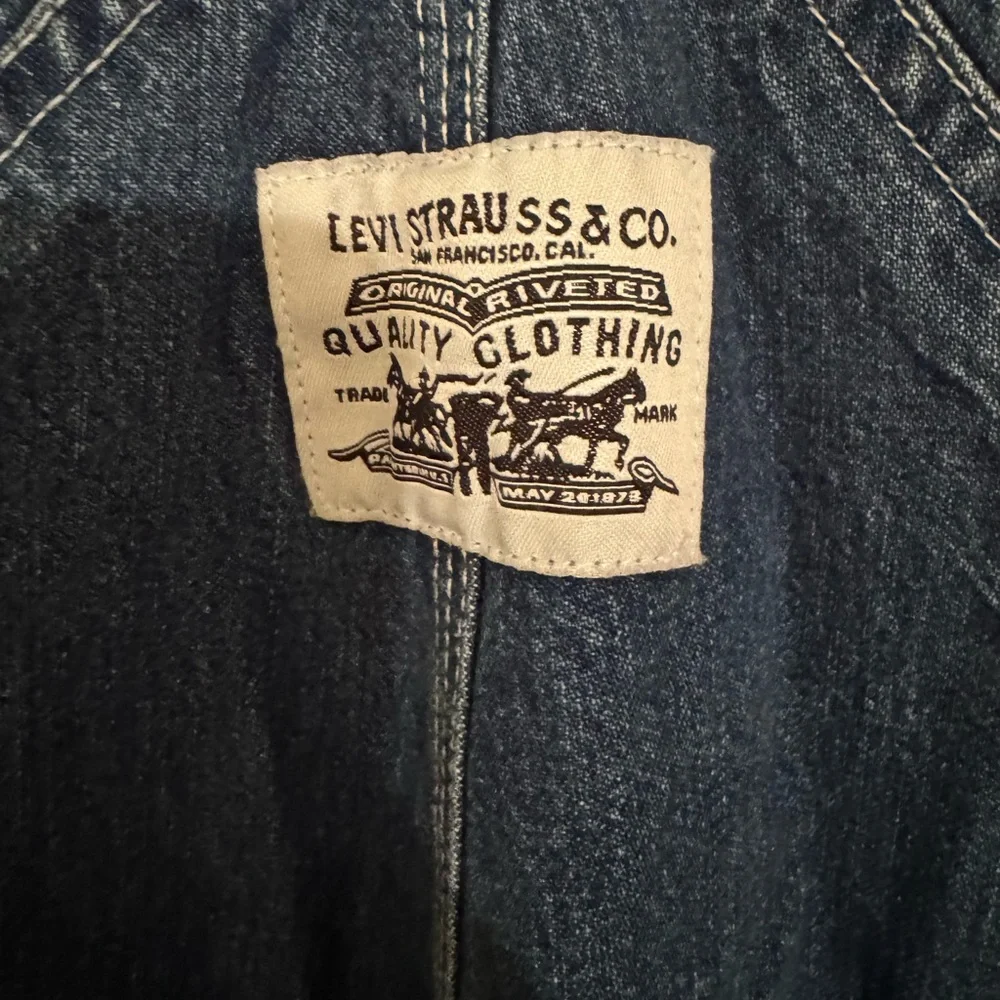 LEVI STRAUSS & CO.
SAN FRANCISCO, CAL.
ORIGINAL RIVETED
QUALITY CLOTHING
TRADE MARK
MAY 20 1873